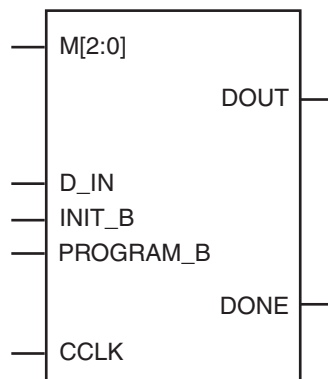 M[2:0]
DOUT
D_IN
INIT_B
PROGRAM_B
DONE
CCLK